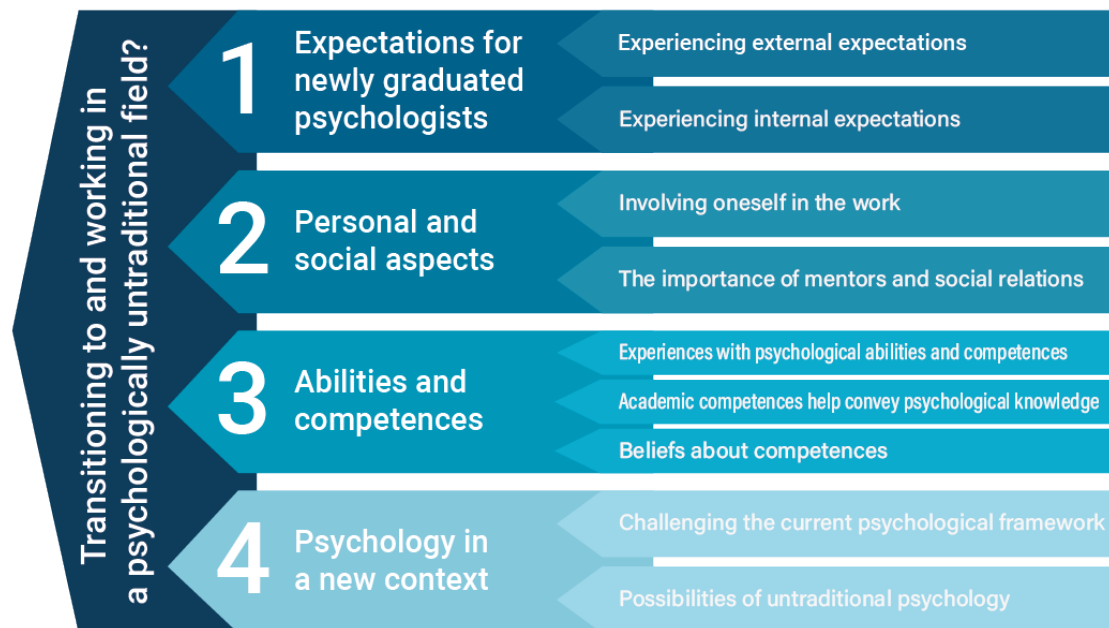 Transitioning to and working in
a psychologically untraditional field?
1
Expectations for
newly graduated
psychologists
Experiencing external expectations
Experiencing internal expectations
2
Personal and
social aspects
Involving oneself in the work
The importance of mentors and social relations
3
Abilities and
competences
Experiences with psychological abilities and competences
Academic competences help convey psychological knowledge
Beliefs about competences
4
Psychology in
a new context
Challenging the current psychological framework
Possibilities of untraditional psychology